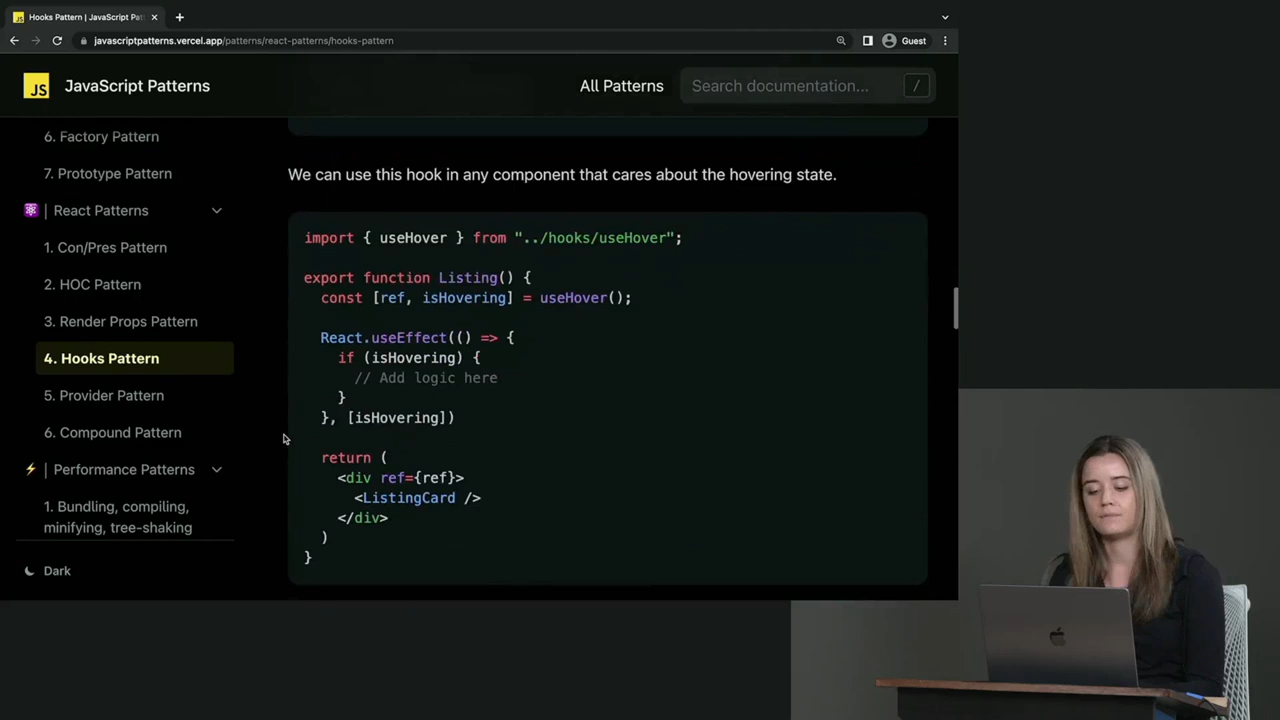 Hooks Pattern | JavaScript Pat
javascriptpatterns.vercel.app/patterns/react-patterns/hooks-pattern
Guest
JS
JavaScript Patterns
All Patterns
Search documentation...
/
6. Factory Pattern
7. Prototype Pattern
React Patterns
1. Con/Pres Pattern
2. HOC Pattern
3. Render Props Pattern
4. Hooks Pattern
5. Provider Pattern
6. Compound Pattern
Performance Patterns
1. Bundling, compiling,
minifying, tree-shaking
Dark
We can use this hook in any component that cares about the hovering state.
import { useHover } from "../hooks/useHover";
export function Listing() {
const [ref, isHovering] = useHover();
React.useEffect(() => {
if (isHovering) {
// Add logic here
}
}, [isHovering])
return (
<div ref={ref}>
<ListingCard />
</div>
)
}